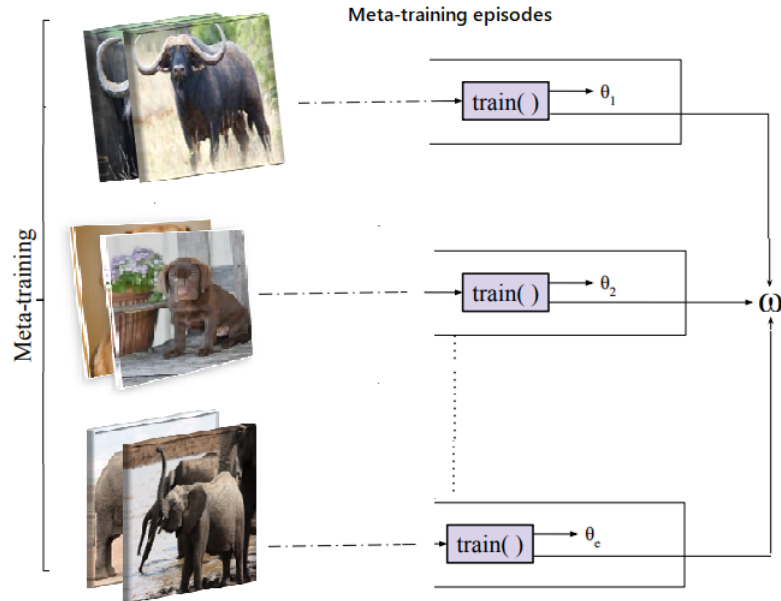 Meta-training episodes
Meta-training
train( )
θ₁
train( )
θ₂
ω
train( )
θₑ